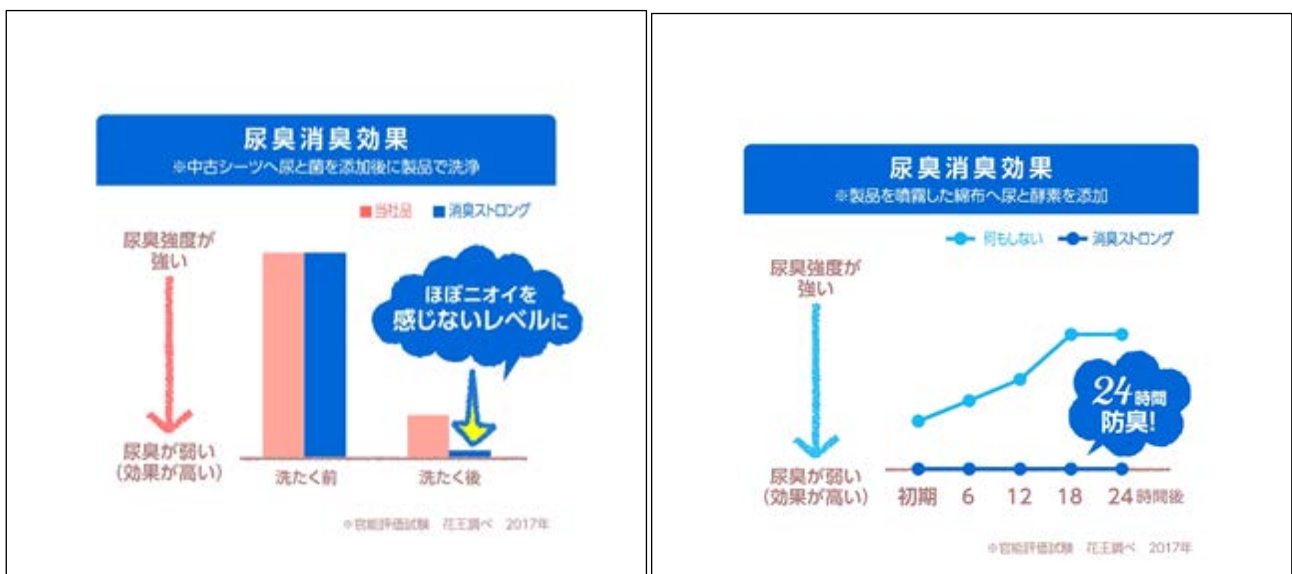 尿臭消臭効果
※中古シーツへ尿と菌を添加後に製品で洗浄
当社品 消臭ストロング
尿臭強度が
強い
ほぼニオイを
感じないレベルに
尿臭が弱い
(効果が高い)
洗たく前 洗たく後
※官能評価試験 花王調べ 2017年
尿臭消臭効果
※製品を噴霧した綿布へ尿と酵素を添加
何もしない 消臭ストロング
尿臭強度が
強い
24時間
防臭!
尿臭が弱い
(効果が高い)
初期 6 12 18 24時間後
※官能評価試験 花王調べ 2017年